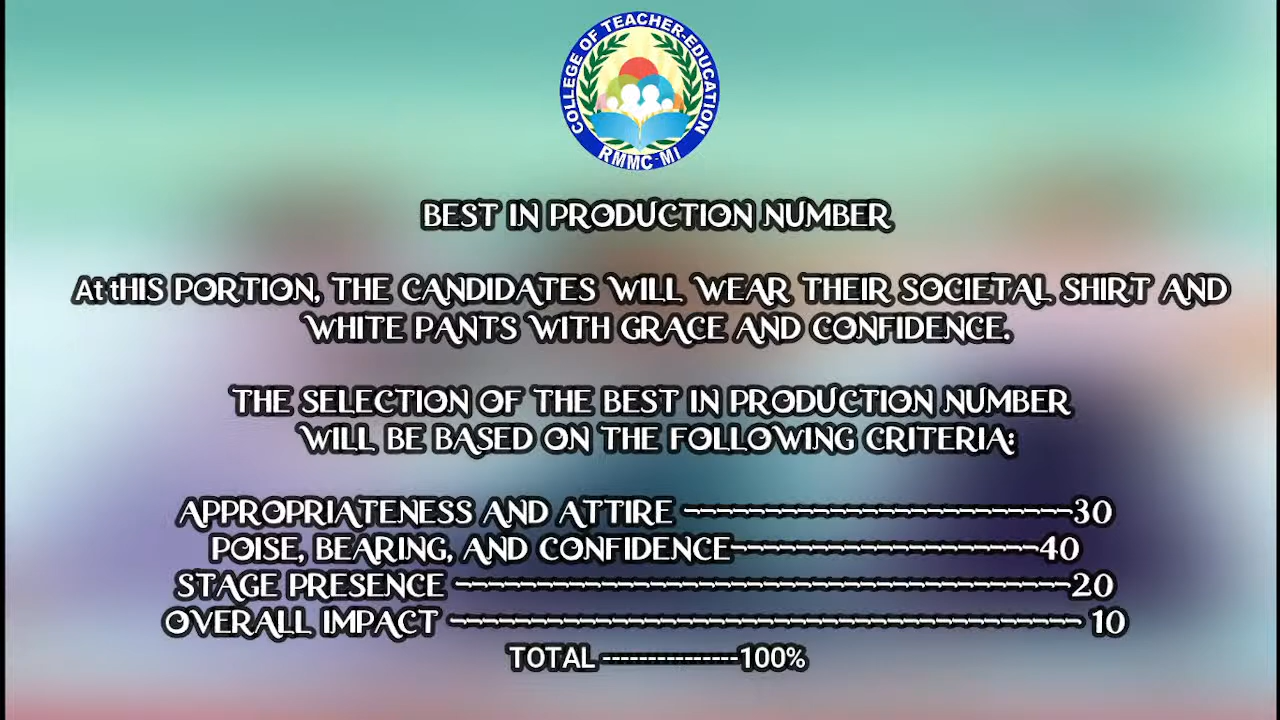 COLLEGE OF TEACHER-EDUCATION
RMMC-MI
BEST IN PRODUCTION NUMBER
At tHIS PORTION, THE CANDIDATES WILL WEAR THEIR SOCIETAL SHIRT AND
WHITE PANTS WITH GRACE AND CONFIDENCE.
THE SELECTION OF THE BEST IN PRODUCTION NUMBER
WILL BE BASED ON THE FOLLOWING CRITERIA:
APPROPRIATENESS AND ATTIRE ------------------------30
POISE, BEARING, AND CONFIDENCE-------------------40
STAGE PRESENCE --------------------------------------20
OVERALL IMPACT --------------------------------------- 10
TOTAL ---------------100%